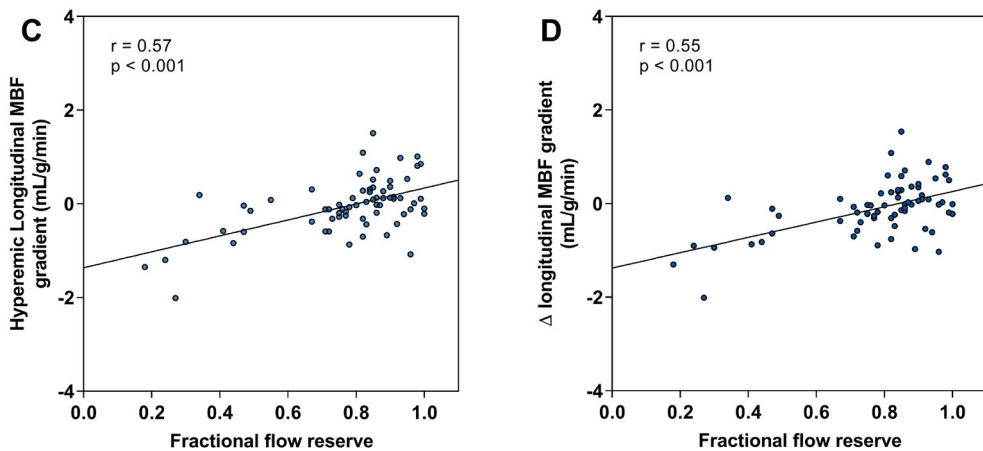 C
r = 0.57
p < 0.001
Hyperemic Longitudinal MBF
gradient (mL/g/min)
4
2
0
-2
-4
0.0 0.2 0.4 0.6 0.8 1.0
Fractional flow reserve
D
r = 0.55
p < 0.001
Δ longitudinal MBF gradient
(mL/g/min)
4
2
0
-2
-4
0.0 0.2 0.4 0.6 0.8 1.0
Fractional flow reserve